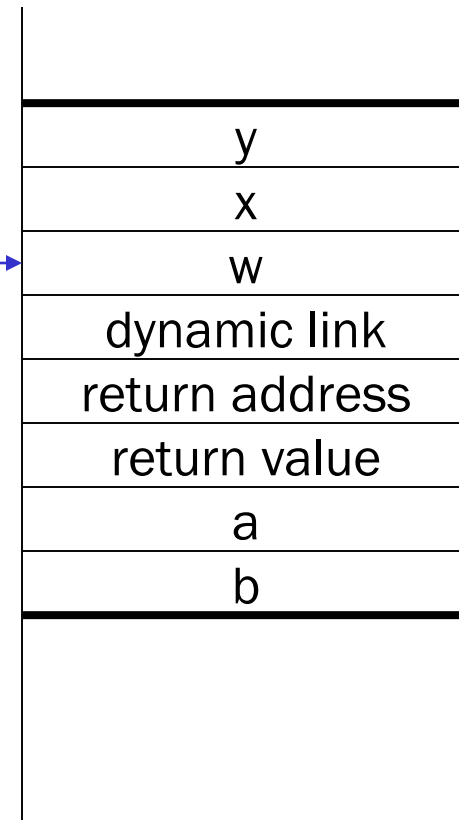 y
x
w
dynamic link
return address
return value
a
b